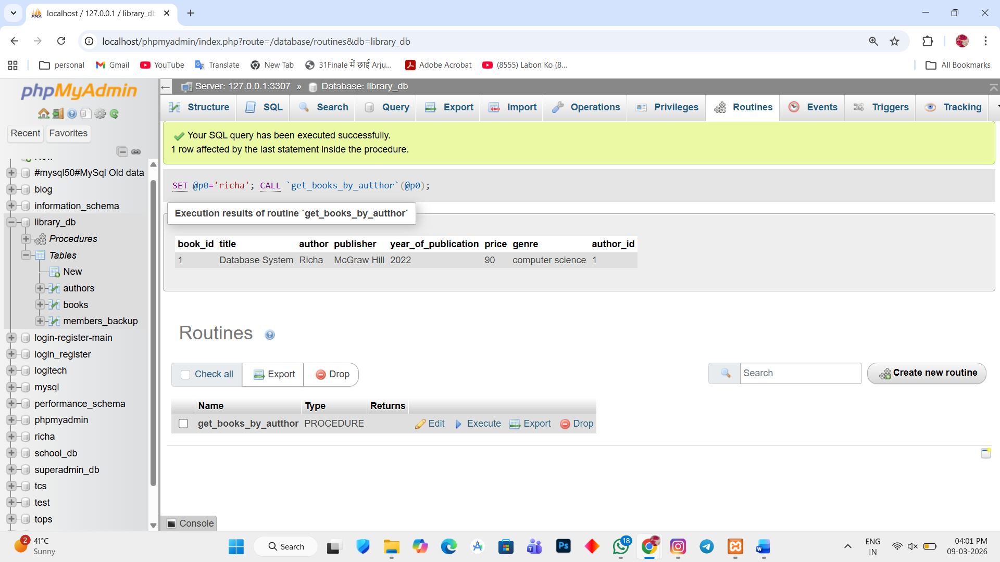 localhost / 127.0.0.1 / library_db
localhost/phpmyadmin/index.php?route=/database/routines&db=library_db
personal
Gmail
YouTube
Translate
New Tab
31Finale में छाई Arju...
Adobe Acrobat
(8555) Labon Ko (8...
All Bookmarks
phpMyAdmin
Recent
Favorites
New
#mysql50#MySql Old data
blog
information_schema
library_db
Procedures
Tables
New
authors
books
members_backup
login-register-main
login_register
logitech
mysql
performance_schema
phpmyadmin
richa
school_db
superadmin_db
tcs
test
tops
Server: 127.0.0.1:3307 » Database: library_db
Structure
SQL
Search
Query
Export
Import
Operations
Privileges
Routines
Events
Triggers
Tracking
Your SQL query has been executed successfully.
1 row affected by the last statement inside the procedure.
SET @p0='richa'; CALL `get_books_by_autthor`(@p0);
Execution results of routine `get_books_by_autthor`
book_id title author publisher year_of_publication price genre author_id
1 Database System Richa McGraw Hill 2022 90 computer science 1
Routines
Check all
Export
Drop
Search
Create new routine
Name Type Returns
get_books_by_autthor PROCEDURE Edit Execute Export Drop
Console
2
41°C
Sunny
Search
Ps
18
ENG
IN
04:01 PM
09-03-2026